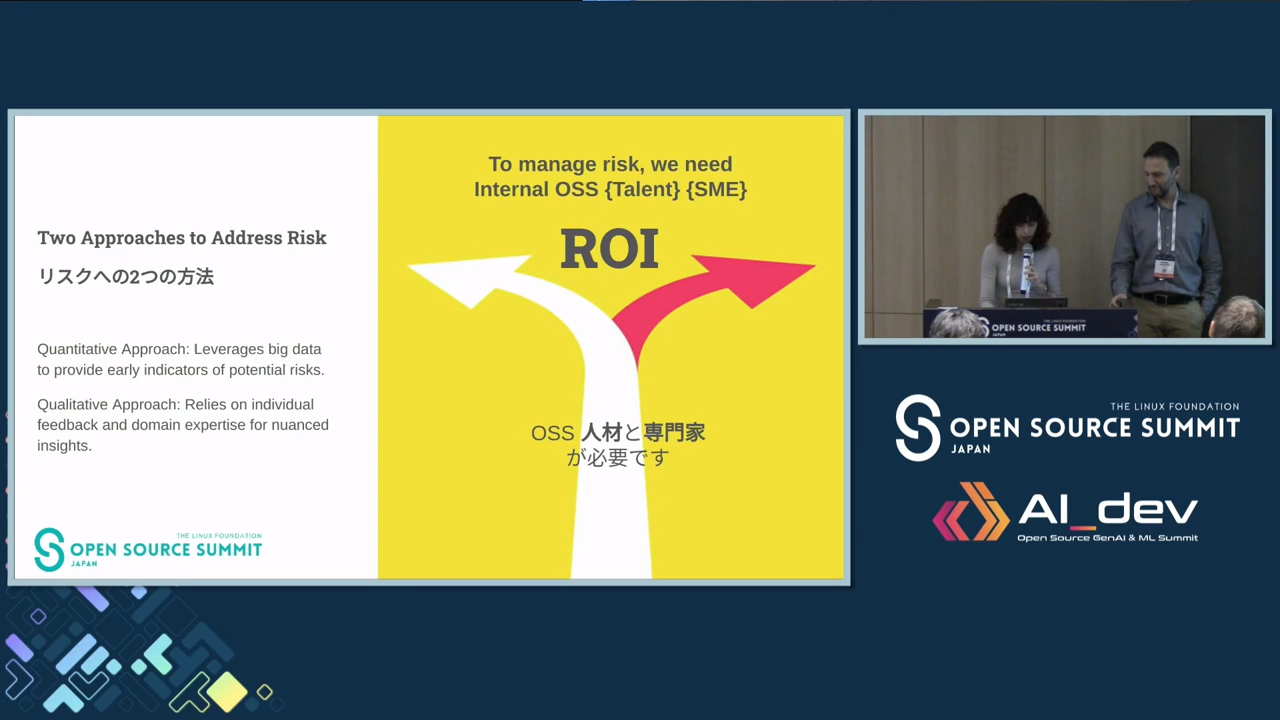 Two Approaches to Address Risk
リスクへの2つの方法
Quantitative Approach: Leverages big data
to provide early indicators of potential risks.
Qualitative Approach: Relies on individual
feedback and domain expertise for nuanced
insights.
THE LINUX FOUNDATION
OPEN SOURCE SUMMIT
JAPAN
To manage risk, we need
Internal OSS {Talent} {SME}
ROI
OSS 人材と専門家
が必要です
THE LINUX FOUNDATION
OPEN SOURCE SUMMIT
JAPAN
THE LINUX FOUNDATION
OPEN SOURCE SUMMIT
JAPAN
AI_dev
Open Source GenAI & ML Summit